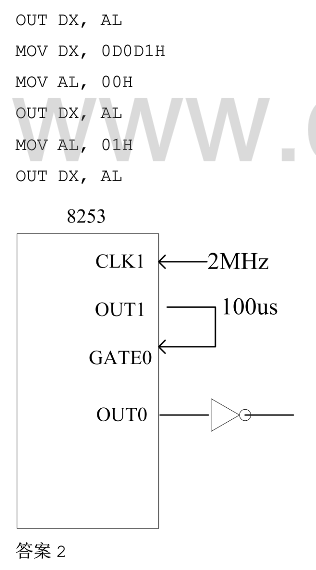 OUT DX, AL
MOV DX, 0D0D1H
MOV AL, 00H
OUT DX, AL
MOV AL, 01H
OUT DX, AL
www.
8253
CLK1
2MHz
OUT1
100us
GATE0
OUT0
答案 2